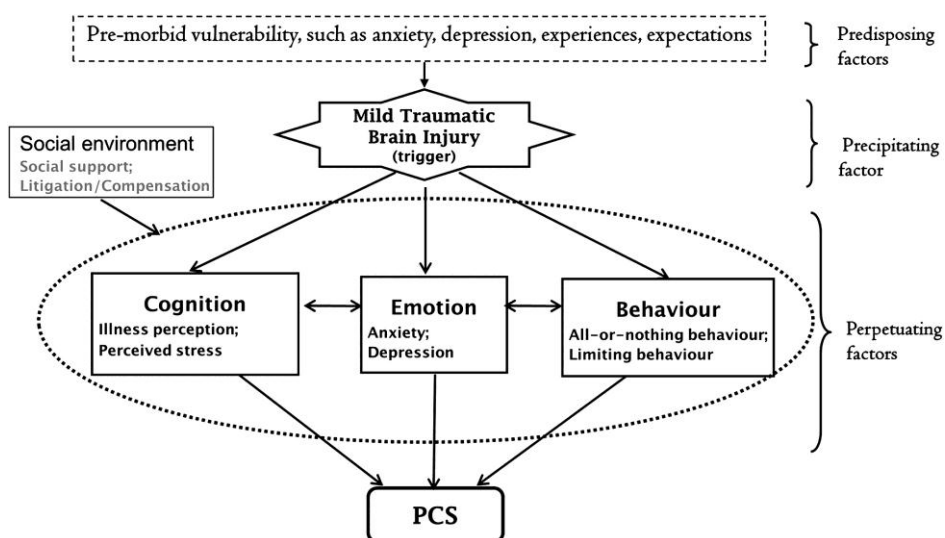 Pre-morbid vulnerability, such as anxiety, depression, experiences, expectations
Predisposing
factors
Mild Traumatic
Brain Injury
(trigger)
Precipitating
factor
Social environment
Social support;
Litigation/Compensation
Cognition
Illness perception;
Perceived stress
Emotion
Anxiety;
Depression
Behaviour
All-or-nothing behaviour;
Limiting behaviour
Perpetuating
factors
PCS